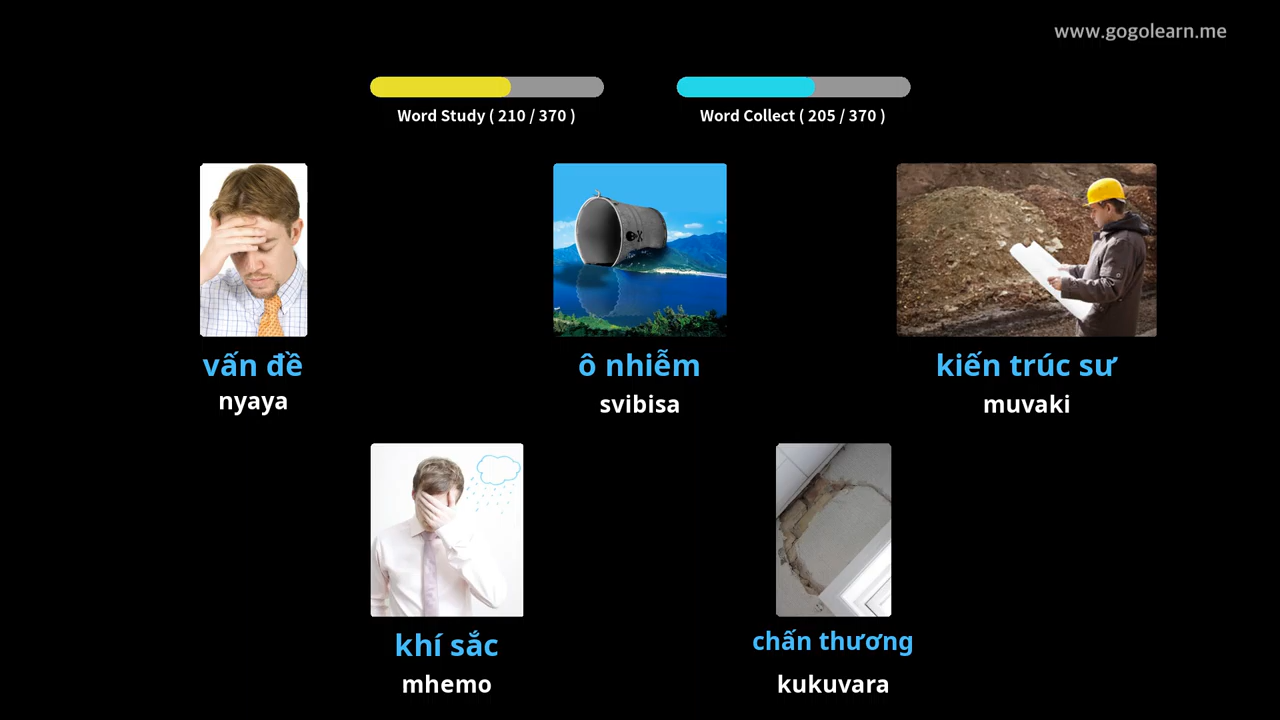 www.gogolearn.me
Word Study ( 210 / 370 )
Word Collect ( 205 / 370 )
vấn đề
nyaya
ô nhiễm
svibisa
kiến trúc sư
muvaki
khí sắc
mhemo
chấn thương
kukuvara